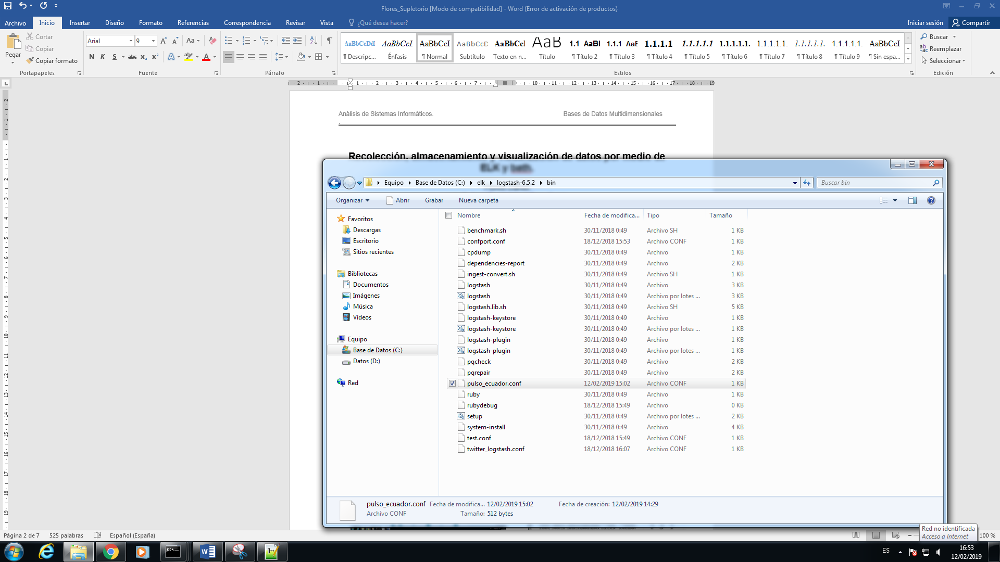 Flores_Supletorio [Modo de compatibilidad] - Word (Error de activación de productos)
Archivo Inicio Insertar Diseño Formato Referencias Correspondencia Revisar Vista ¿Qué desea hacer? Iniciar sesión Compartir
Pegar
Cortar
Copiar
Copiar formato
Portapapeles
Arial 9
N K S abc x₂ x²
Fuente
Párrafo
AaBbCcDd AaBbCcI AaBbCcI AaBbCcD AaBbCcI AaB 1.1 AaBl 1.1.1 AaE 1.1.1.1 1.1.1.1.1 1.1.1.1.1. 1.1.1.1.1. 1.1.1.1.1. 1.1.1.1.1. AaBbCcI
¶ Descripc... Énfasis ¶ Normal Subtítulo Texto en n... Título ¶ Título 2 ¶ Título 3 ¶ Título 4 ¶ Título 5 ¶ Título 6 ¶ Título 7 ¶ Título 8 ¶ Título 9 ¶ Sin espa...
Estilos
Buscar
Reemplazar
Seleccionar
Edición
Análisis de Sistemas Informáticos. Bases de Datos Multidimensionales
Recolección, almacenamiento y visualización de datos por medio de
ELK y
Equipo Base de Datos (C:) elk logstash-6.5.2 bin
Buscar bin
Organizar Abrir Grabar Nueva carpeta
Favoritos
Descargas
Escritorio
Sitios recientes
Bibliotecas
Documentos
Imágenes
Música
Vídeos
Equipo
Base de Datos (C:)
Datos (D:)
Red
Nombre Fecha de modifica... Tipo Tamaño
benchmark.sh 30/11/2018 0:49 Archivo SH 1 KB
confport.conf 18/12/2018 15:53 Archivo CONF 1 KB
cpdump 30/11/2018 0:49 Archivo 1 KB
dependencies-report 30/11/2018 0:49 Archivo 2 KB
ingest-convert.sh 30/11/2018 0:49 Archivo SH 1 KB
logstash 30/11/2018 0:49 Archivo 3 KB
logstash 30/11/2018 0:49 Archivo por lotes ... 3 KB
logstash.lib.sh 30/11/2018 0:49 Archivo SH 5 KB
logstash-keystore 30/11/2018 0:49 Archivo 1 KB
logstash-keystore 30/11/2018 0:49 Archivo por lotes ... 1 KB
logstash-plugin 30/11/2018 0:49 Archivo 1 KB
logstash-plugin 30/11/2018 0:49 Archivo por lotes ... 1 KB
pqcheck 30/11/2018 0:49 Archivo 2 KB
pqrepair 30/11/2018 0:49 Archivo 2 KB
pulso_ecuador.conf 12/02/2019 15:02 Archivo CONF 1 KB
ruby 30/11/2018 0:49 Archivo 1 KB
rubydebug 18/12/2018 15:49 Archivo 0 KB
setup 30/11/2018 0:49 Archivo por lotes ... 2 KB
system-install 30/11/2018 0:49 Archivo 4 KB
test.conf 18/12/2018 15:49 Archivo CONF 1 KB
twitter_logstash.conf 18/12/2018 16:07 Archivo CONF 1 KB
pulso_ecuador.conf Fecha de modifica... 12/02/2019 15:02 Fecha de creación: 12/02/2019 14:29
Archivo CONF Tamaño: 512 bytes
Red no identificada
Acceso a Internet
Página 2 de 7 525 palabras Español (España) 100 %
ES
16:53
12/02/2019